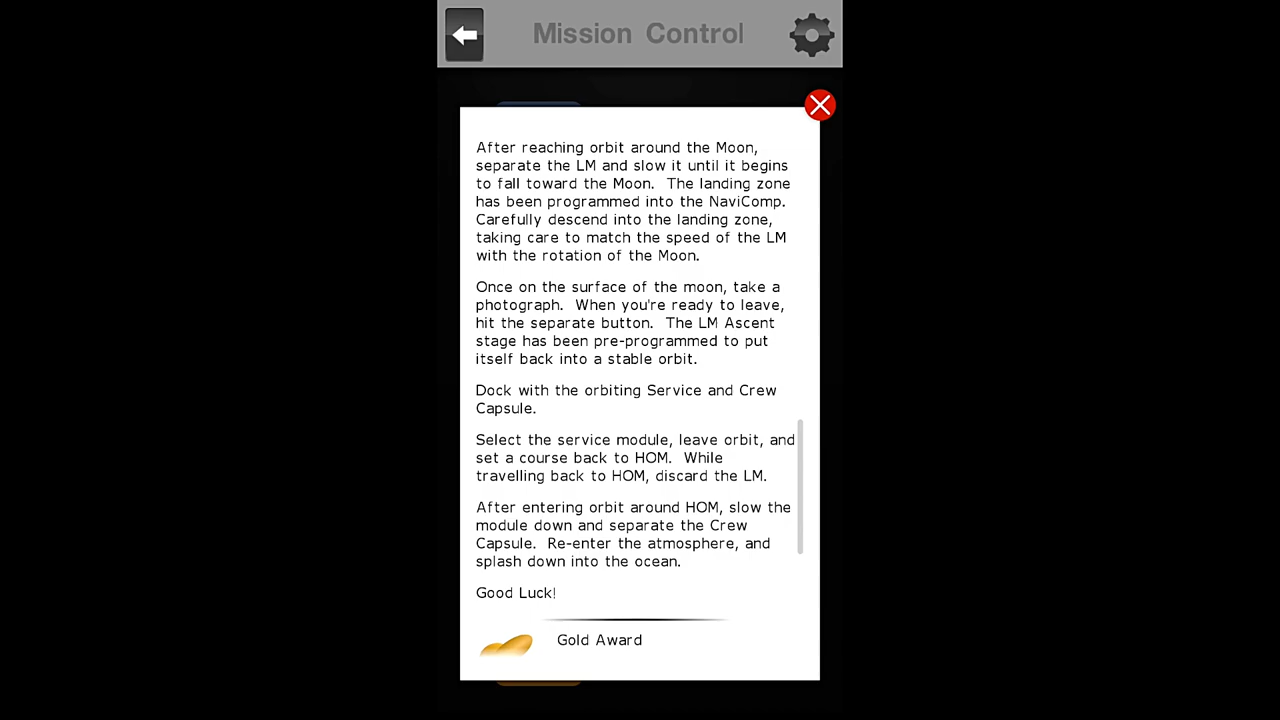 Mission Control
After reaching orbit around the Moon,
separate the LM and slow it until it begins
to fall toward the Moon.  The landing zone
has been programmed into the NaviComp.
Carefully descend into the landing zone,
taking care to match the speed of the LM
with the rotation of the Moon.
Once on the surface of the moon, take a
photograph.  When you're ready to leave,
hit the separate button.  The LM Ascent
stage has been pre-programmed to put
itself back into a stable orbit.
Dock with the orbiting Service and Crew
Capsule.
Select the service module, leave orbit, and
set a course back to HOM.  While
travelling back to HOM, discard the LM.
After entering orbit around HOM, slow the
module down and separate the Crew
Capsule.  Re-enter the atmosphere, and
splash down into the ocean.
Good Luck!
Gold Award